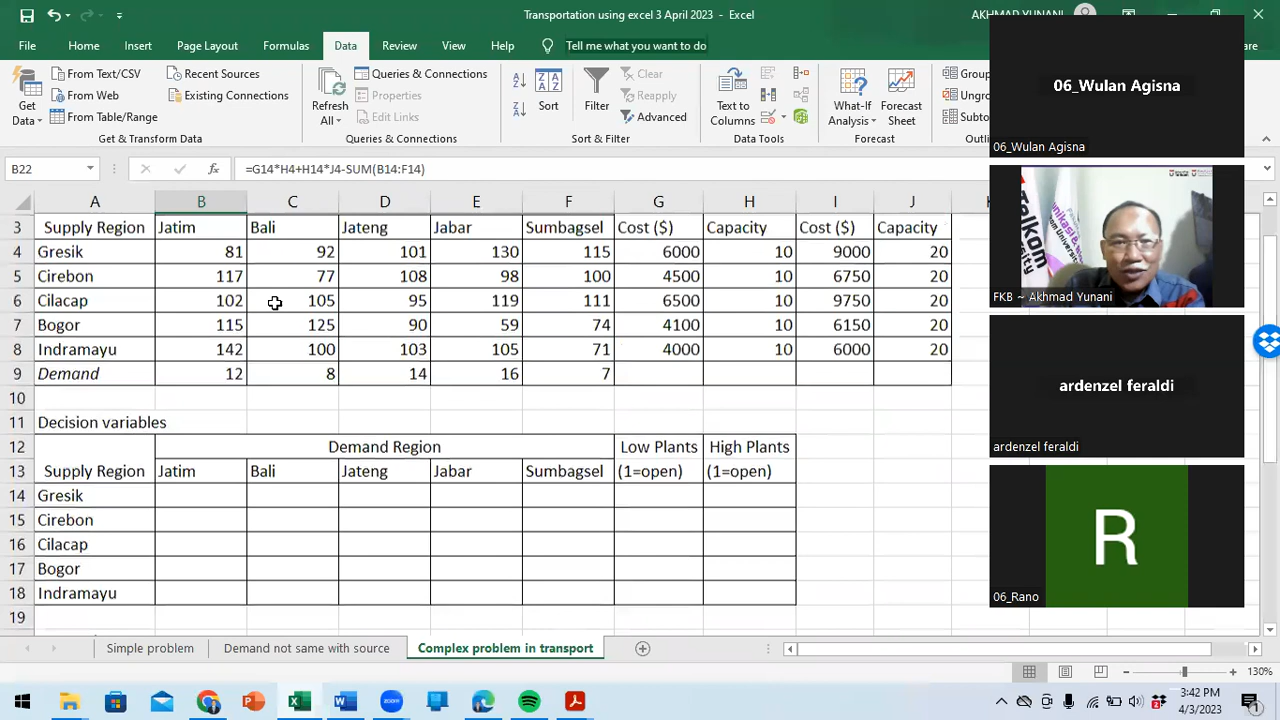 Transportation using excel 3 April 2023 - Excel
AKHMAD YUNANI
File Home Insert Page Layout Formulas Data Review View Help Tell me what you want to do
Get Data
From Text/CSV
From Web
From Table/Range
Recent Sources
Existing Connections
Get & Transform Data
Refresh All
Queries & Connections
Properties
Edit Links
Queries & Connections
Sort
Filter
Clear
Reapply
Advanced
Sort & Filter
Text to Columns
Data Tools
What-If Analysis
Forecast Sheet
Forecast
B22 fx =G14*H4+H14*J4-SUM(B14:F14)
A B C D E F G H I J
3 Supply Region Jatim Bali Jateng Jabar Sumbagsel Cost ($) Capacity Cost ($) Capacity
4 Gresik 81 92 101 130 115 6000 10 9000 20
5 Cirebon 117 77 108 98 100 4500 10 6750 20
6 Cilacap 102 105 95 119 111 6500 10 9750 20
7 Bogor 115 125 90 59 74 4100 10 6150 20
8 Indramayu 142 100 103 105 71 4000 10 6000 20
9 Demand 12 8 14 16 7
10
11 Decision variables
12 Demand Region Low Plants High Plants
13 Supply Region Jatim Bali Jateng Jabar Sumbagsel (1=open) (1=open)
14 Gresik
15 Cirebon
16 Cilacap
17 Bogor
18 Indramayu
19
Simple problem Demand not same with source Complex problem in transport
130%
3:42 PM
4/3/2023
06_Wulan Agisna
06_Wulan Agisna
FKB ~ Akhmad Yunani
ardenzel feraldi
ardenzel feraldi
R
06_Rano